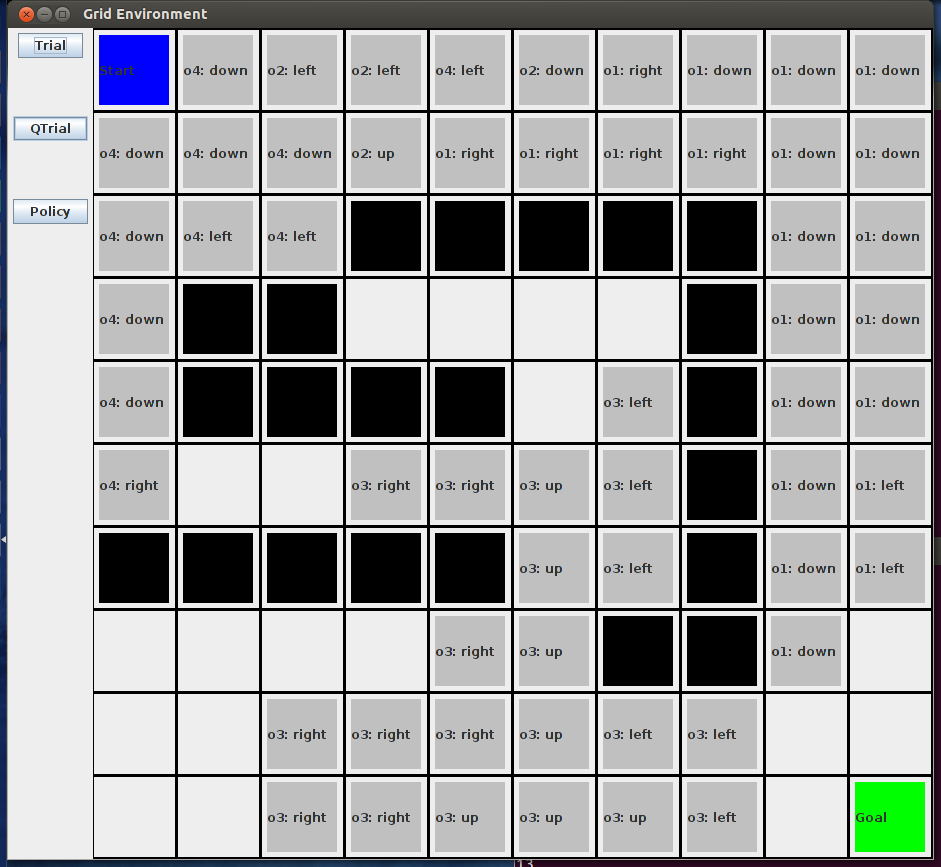 Grid Environment
Trial
Start o4: down o2: left o2: left o4: left o2: down o1: right o1: down o1: down o1: down
QTrial
o4: down o4: down o4: down o2: up o1: right o1: right o1: right o1: right o1: down o1: down
Policy
o4: down o4: left o4: left o1: down o1: down
o4: down o1: down o1: down
o4: down o3: left o1: down o1: down
o4: right o3: right o3: right o3: up o3: left o1: down o1: left
o3: up o3: left o1: down o1: left
o3: right o3: up o1: down
o3: right o3: right o3: right o3: up o3: left o3: left
o3: right o3: right o3: up o3: up o3: up o3: left Goal
13